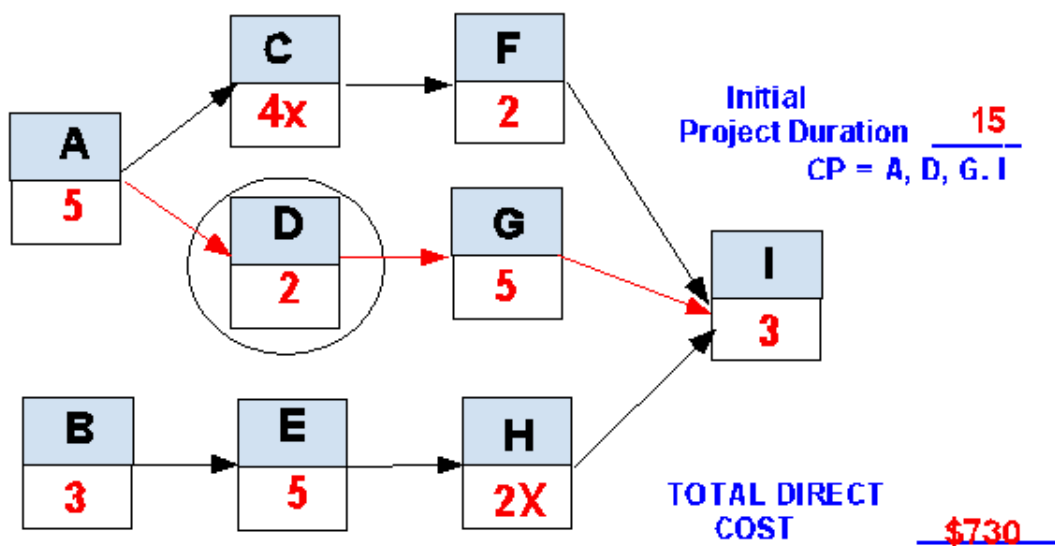 C
4x
F
2
Initial
Project Duration 15
CP = A, D, G. I
A
5
D
2
G
5
I
3
B
3
E
5
H
2X
TOTAL DIRECT
COST $730